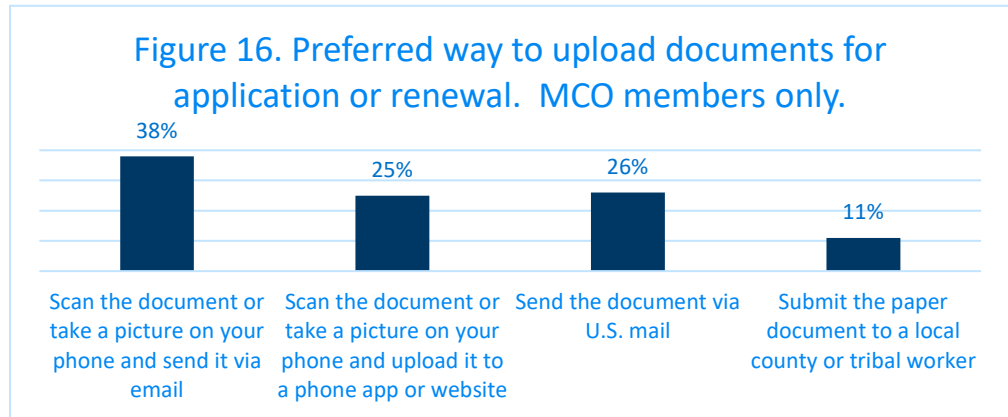 Figure 16. Preferred way to upload documents for
application or renewal.  MCO members only.
38%
25%
26%
11%
Scan the document or
take a picture on your
phone and send it via
email
Scan the document or
take a picture on your
phone and upload it to
a phone app or website
Send the document via
U.S. mail
Submit the paper
document to a local
county or tribal worker